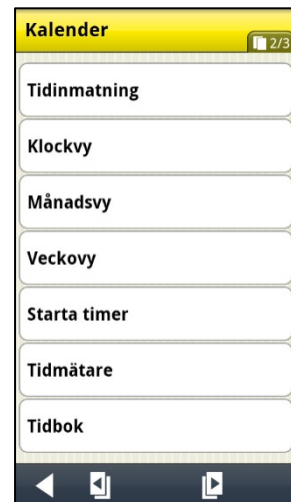 Kalender
2/3
Tidinmatning
Klockvy
Månadsvy
Veckovy
Starta timer
Tidmätare
Tidbok